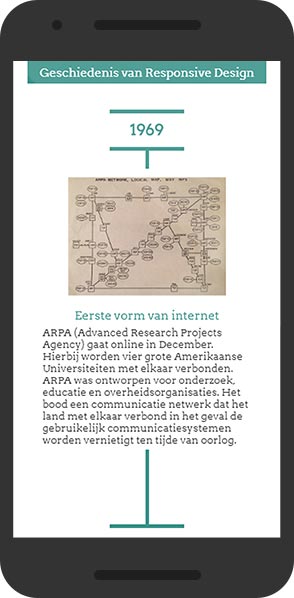 Geschiedenis van Responsive Design
1969
ARPA NETWORK, LOGICAL MAP, MAY 1973
Eerste vorm van internet
ARPA (Advanced Research Projects
Agency) gaat online in December.
Hierbij worden vier grote Amerikaanse
Universiteiten met elkaar verbonden.
ARPA was ontworpen voor onderzoek,
educatie en overheidsorganisaties. Het
bood een communicatie netwerk dat het
land met elkaar verbond in het geval de
gebruikelijk communicatiesystemen
worden vernietigt ten tijde van oorlog.